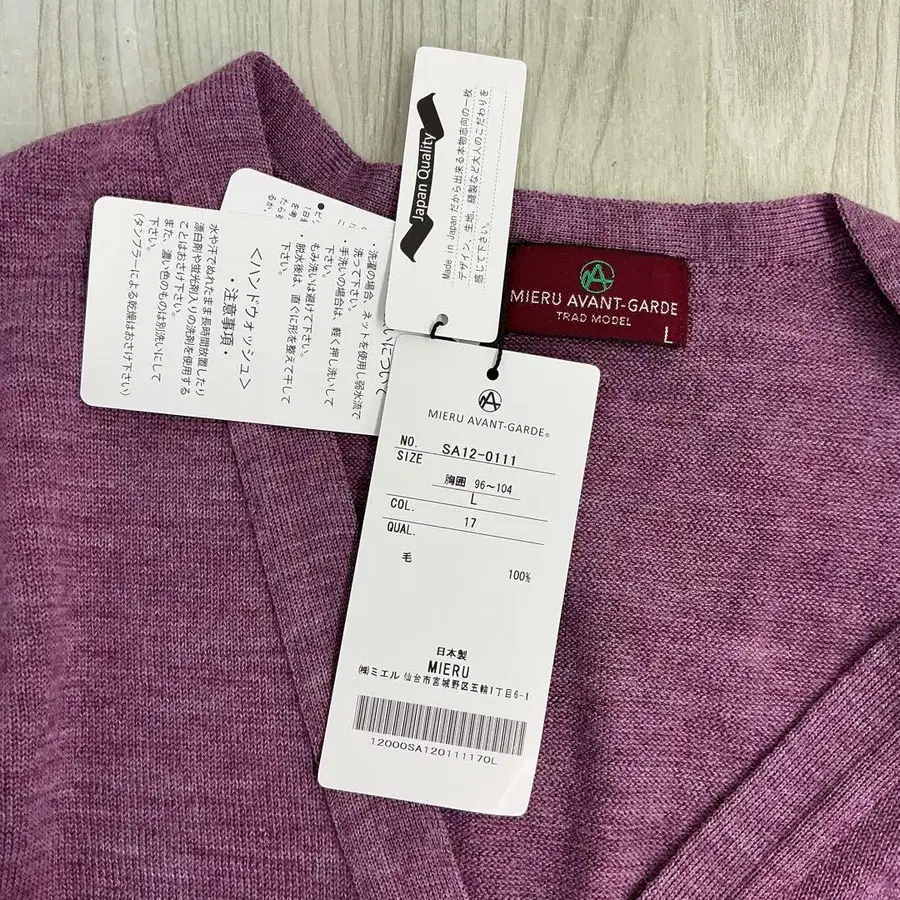 Japan Quality
Made in Japan だから出来る本物志向の一枚
デザイン、生地、縫製など大人のこだわりを
感じて下さい。
MIERU AVANT-GARDE
TRAD MODEL
L
MIERU AVANT-GARDE®
NO. SA12-0111
SIZE
胸囲 96～104
L
COL. 17
QUAL.
毛 100%
日本製
MIERU
㈱ミエル 仙台市宮城野区五輪1丁目6-1
12000SA120111170L
・洗濯の場合、ネットを使用し弱水流で
洗って下さい。
・手洗いの場合は、軽く押し洗いして
下さい。
もみ洗いは避けて下さい。
・脱水後は、直ぐに形を整えて干して
下さい。
＜ハンドウォッシュ＞
・注意事項・
水や汗でぬれたまま長時間放置したり
漂白剤や蛍光剤入りの洗剤を使用する
ことはおさけ下さい。
また、濃い色のものは別洗いにして
下さい。
(タンブラーによる乾燥はおさけ下さい)